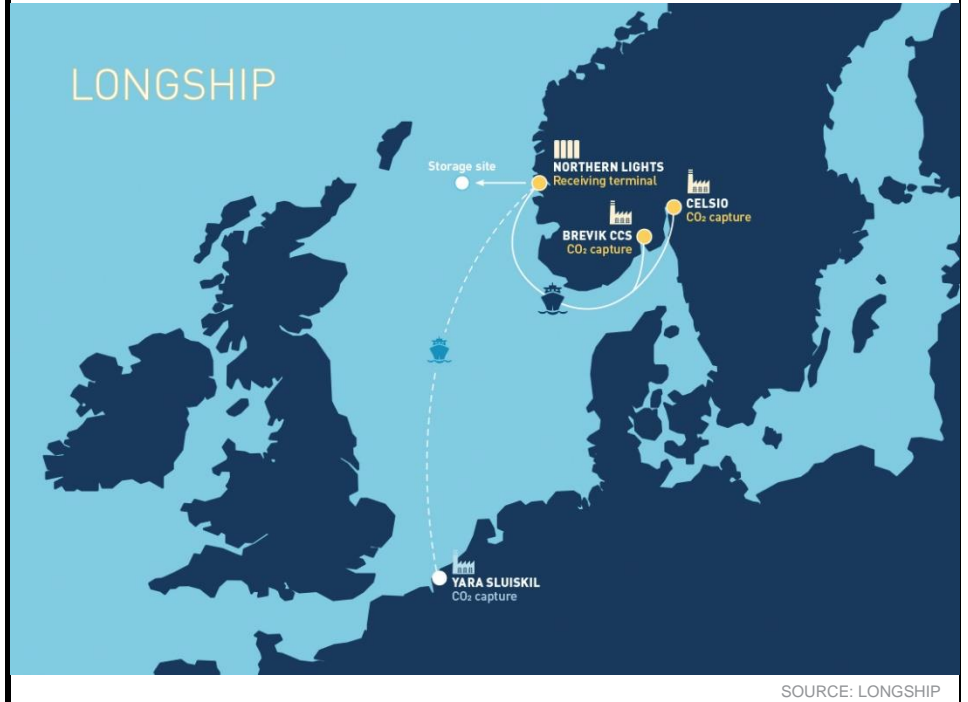 LONGSHIP
Storage site
NORTHERN LIGHTS
Receiving terminal
CELSIO
CO₂ capture
BREVIK CCS
CO₂ capture
YARA SLUISKIL
CO₂ capture
SOURCE: LONGSHIP